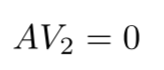 AV₂ = 0